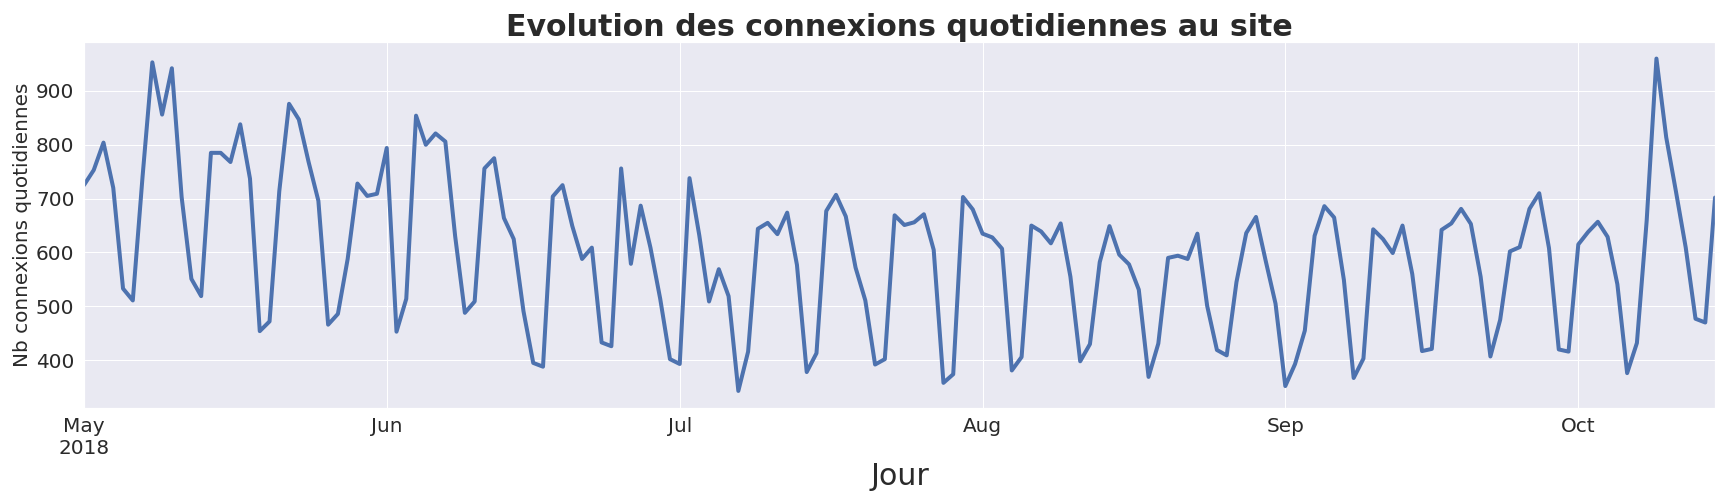 Evolution des connexions quotidiennes au site
Nb connexions quotidiennes
900
800
700
600
500
400
May
2018
Jun
Jul
Aug
Sep
Oct
Jour